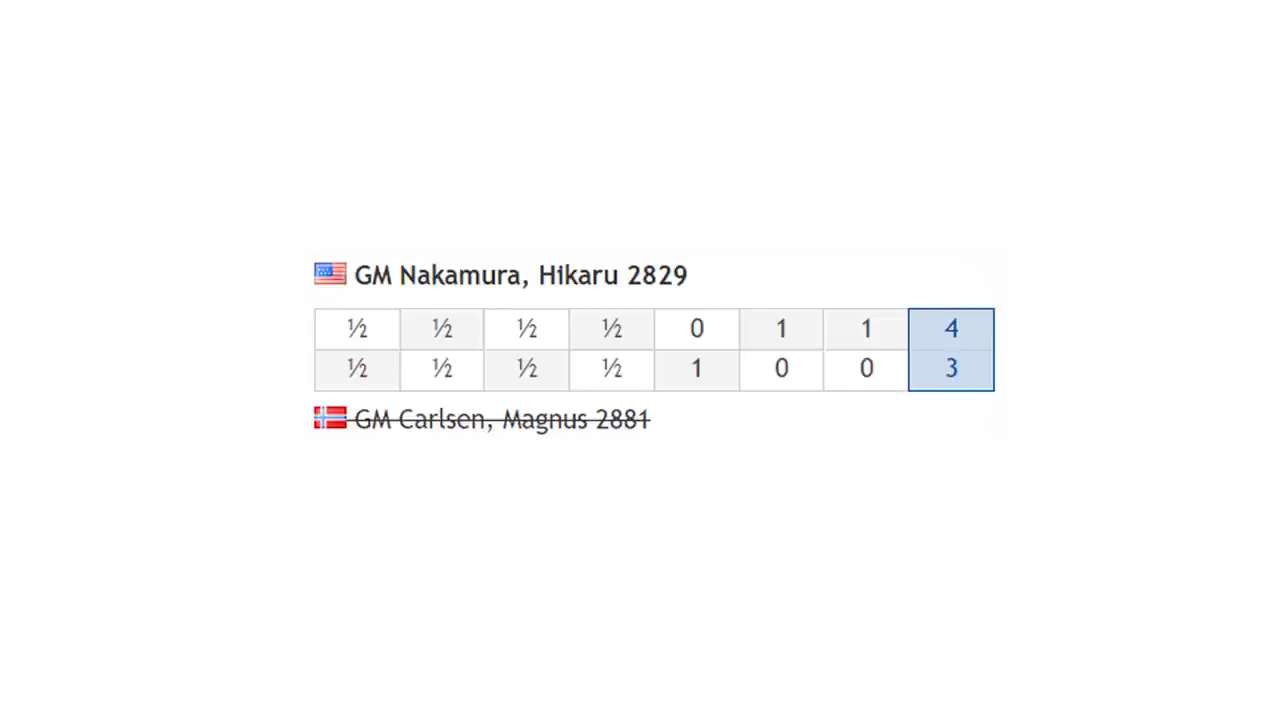 GM Nakamura, Hikaru 2829
½ ½ ½ ½ 0 1 1 4
½ ½ ½ ½ 1 0 0 3
GM Carlsen, Magnus 2881